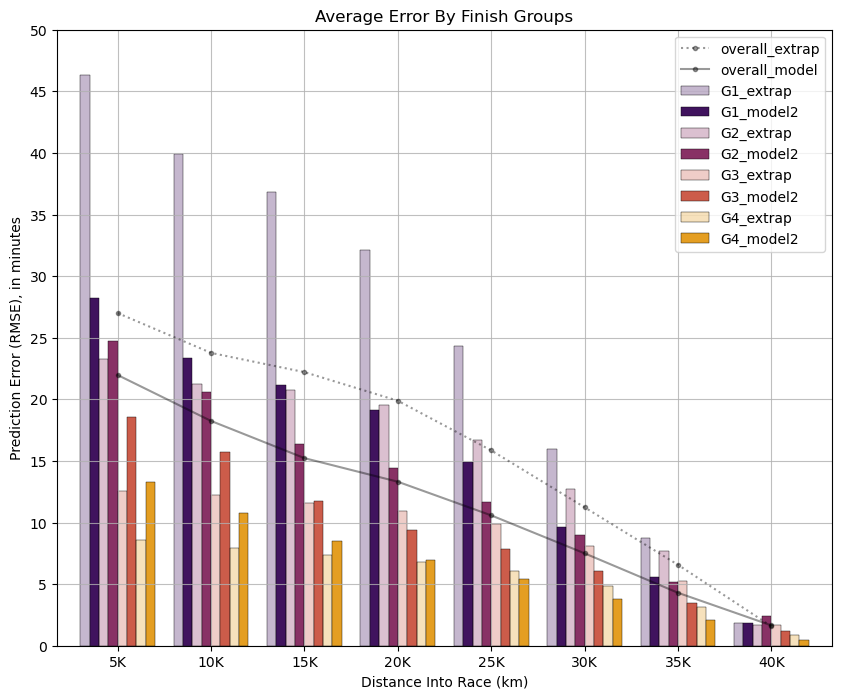 Average Error By Finish Groups
Prediction Error (RMSE), in minutes
50
45
40
35
30
25
20
15
10
5
0
overall_extrap
overall_model
G1_extrap
G1_model2
G2_extrap
G2_model2
G3_extrap
G3_model2
G4_extrap
G4_model2
5K 10K 15K 20K 25K 30K 35K 40K
Distance Into Race (km)